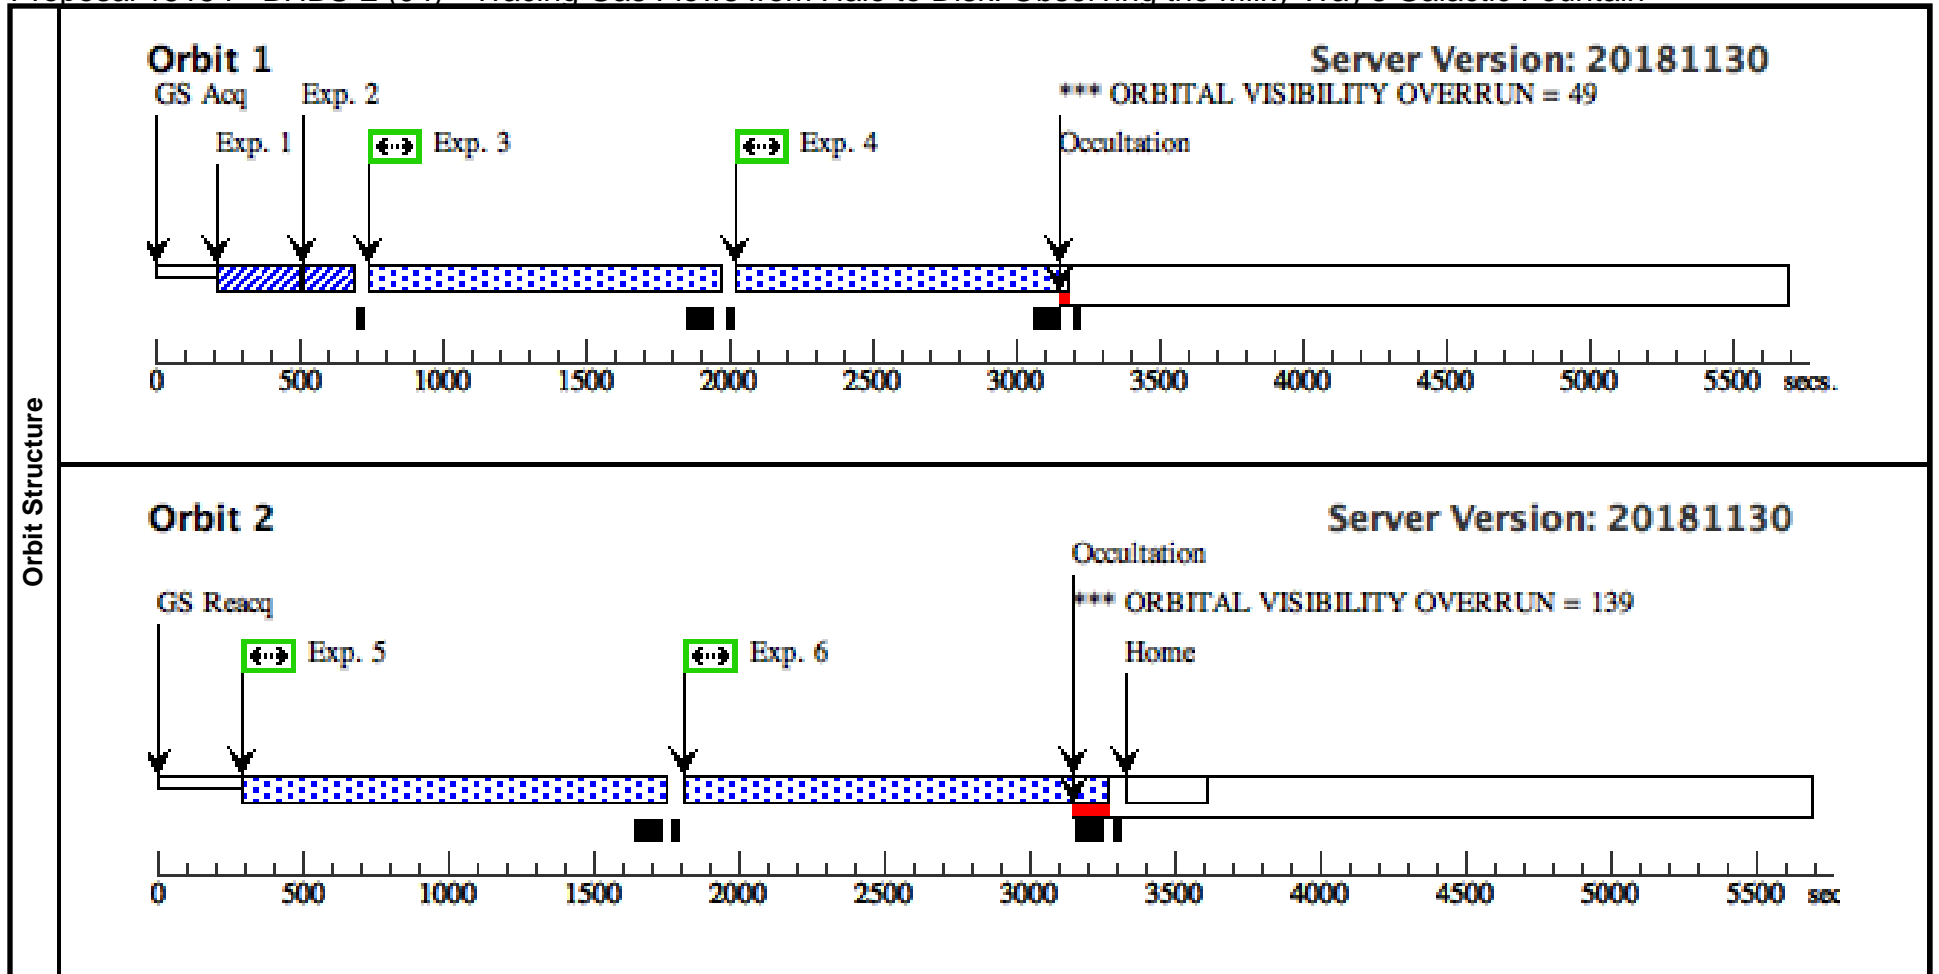 Orbit Structure
Orbit 1
Server Version: 20181130
GS Acq Exp. 2 *** ORBITAL VISIBILITY OVERRUN = 49
Exp. 1 Exp. 3 Exp. 4 Occultation
0 500 1000 1500 2000 2500 3000 3500 4000 4500 5000 5500 secs.
Orbit 2
Server Version: 20181130
Occultation
GS Reacq *** ORBITAL VISIBILITY OVERRUN = 139
Exp. 5 Exp. 6 Home
0 500 1000 1500 2000 2500 3000 3500 4000 4500 5000 5500 sec